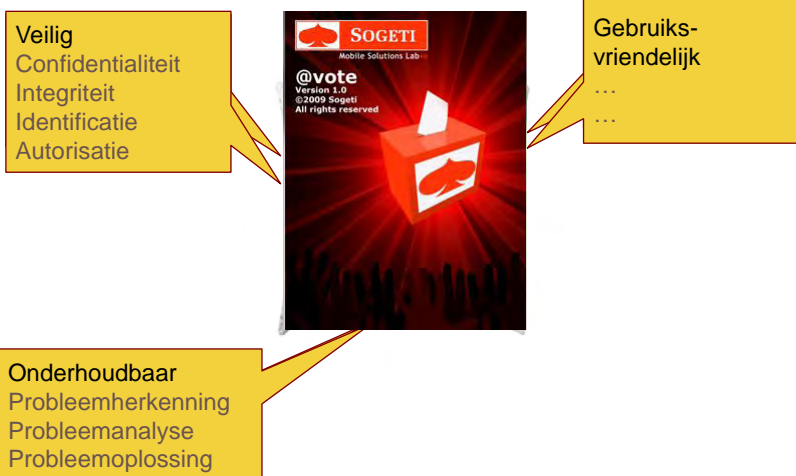 Veilig
Confidentialiteit
Integriteit
Identificatie
Autorisatie
SOGETI
Mobile Solutions Lab
@vote
Version 1.0
©2009 Sogeti
All rights reserved
Gebruiks-
vriendelijk
…
…
Onderhoudbaar
Probleemherkenning
Probleemanalyse
Probleemoplossing